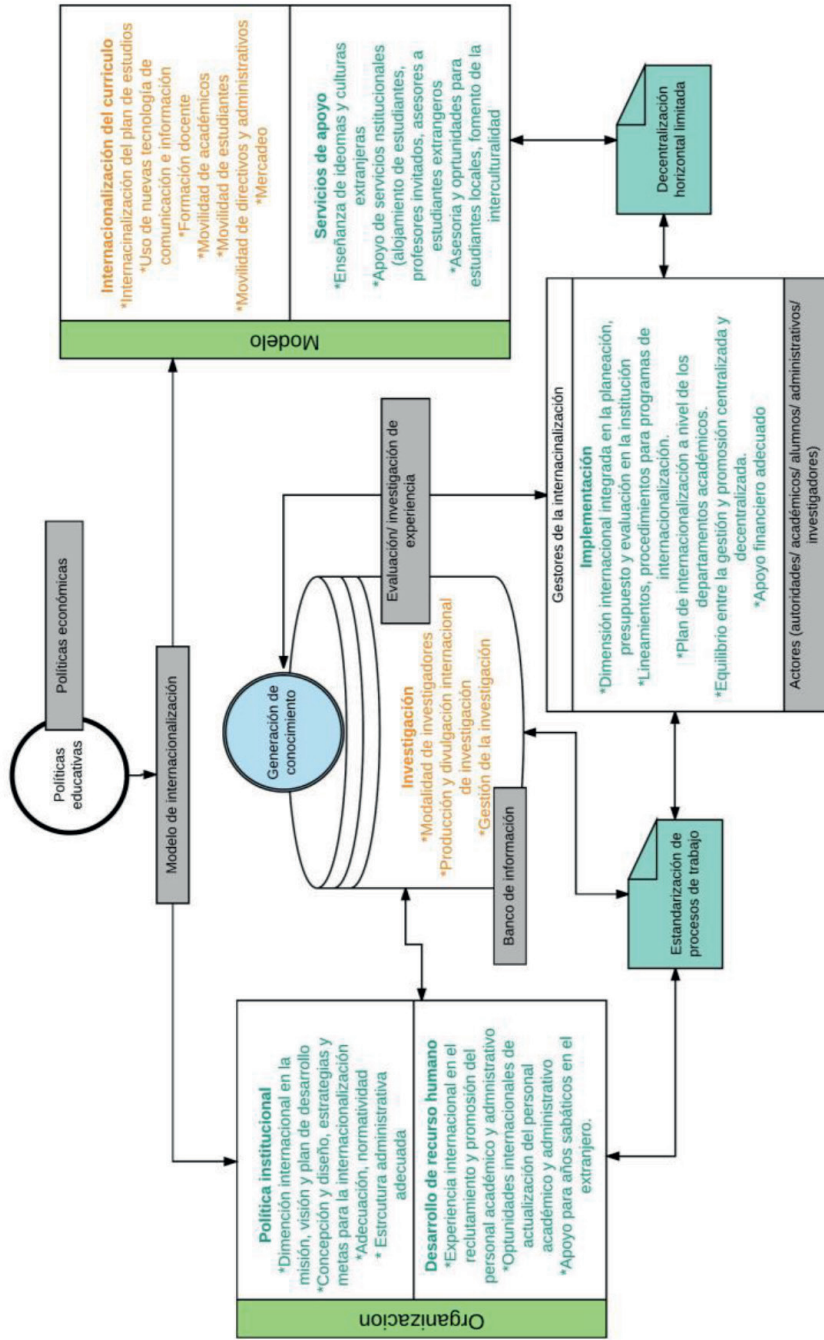 Políticas
educativas
Políticas económicas
Modelo de internacionalización
Organizacion
Política institucional
*Dimención internacional en la
misión, visión y plan de desarrollo
*Concepción y diseño, estrategias y
metas para la internacionalización
*Adecuación, normatividad
* Estrcutura administrativa
adecuada
Desarrollo de recurso humano
*Experiencia internacional en el
reclutamiento y promoción del
personal académico y admnistrativo
*Optunidades internacionales de
actualización del personal
académico y administrativo
*Apoyo para años sabáticos en el
extranjero.
Generación de
conocimiento
Evaluación/ investigación de
experiencia
Investigación
*Modalidad de investigadores
*Producción y divulgación internacional
de investigación
*Gestión de la investigación
Banco de información
Modelo
Internacionalización del curriculo
*Internacinalización del plan de estudios
*Uso de nuevas tecnología de
comunicación e información
*Formación docente
*Movilidad de académicos
*Movilidad de estudiantes
*Movilidad de directivos y administrativos
*Mercadeo
Servicios de apoyo
*Enseñanza de ideomas y culturas
extranjeras
*Apoyo de servicios nstitucionales
(alojamiento de estudiantes,
profesores invitados, asesores a
estudiantes extrangeros
*Asesoria y oprtunidades para
estudiantes locales, fomento de la
interculturalidad
Estandarización de
procesos de trabajo
Gestores de la internacinalización
Implementación
*Dimensión internacional integrada en la planeación,
presupuesto y evaluación en la institución
*Lineamientos, procedimientos para programas de
internacionalización.
*Plan de internacionalización a nivel de los
departamentos académicos.
*Equilibrio entre la gestión y promoción centralizada y
decentralizada.
*Apoyo financiero adecuado
Actores (autoridades/ académicos/ alumnos/ administrativos/
investigadores)
Decentralización
horizontal limitada